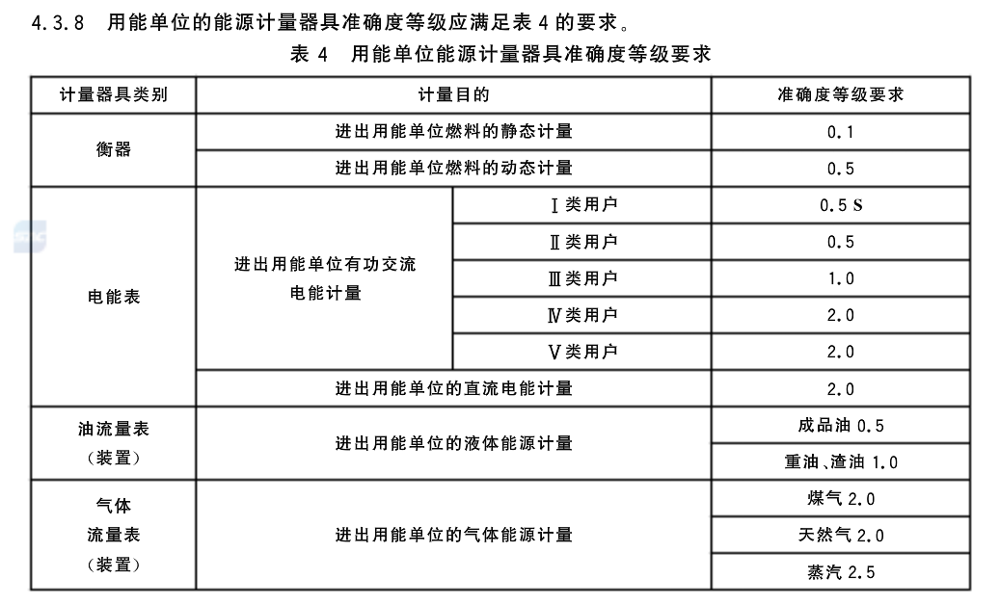 4.3.8 用能单位的能源计量器具准确度等级应满足表 4 的要求。
表 4 用能单位能源计量器具准确度等级要求
计量器具类别 计量目的 准确度等级要求
衡器 进出用能单位燃料的静态计量 0.1
进出用能单位燃料的动态计量 0.5
电能表 进出用能单位有功交流
电能计量
Ⅰ类用户 0.5 S
Ⅱ类用户 0.5
Ⅲ类用户 1.0
Ⅳ类用户 2.0
Ⅴ类用户 2.0
进出用能单位的直流电能计量 2.0
油流量表
(装置)
进出用能单位的液体能源计量
成品油 0.5
重油、渣油 1.0
气体
流量表
(装置)
进出用能单位的气体能源计量
煤气 2.0
天然气 2.0
蒸汽 2.5
SAC